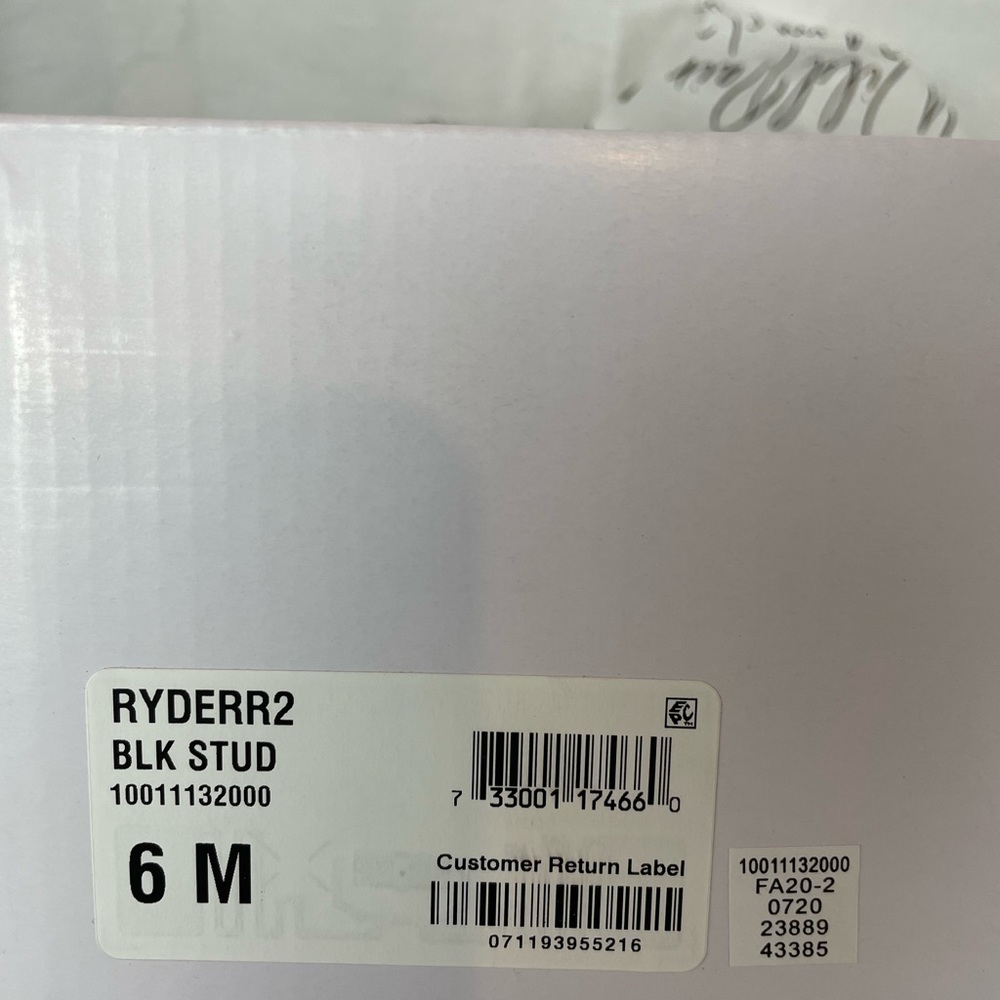 RYDERR2
BLK STUD
10011132000
6 M
EPC
7 33001 17466 0
Customer Return Label
071193955216
10011132000
FA20-2
0720
23889
43385